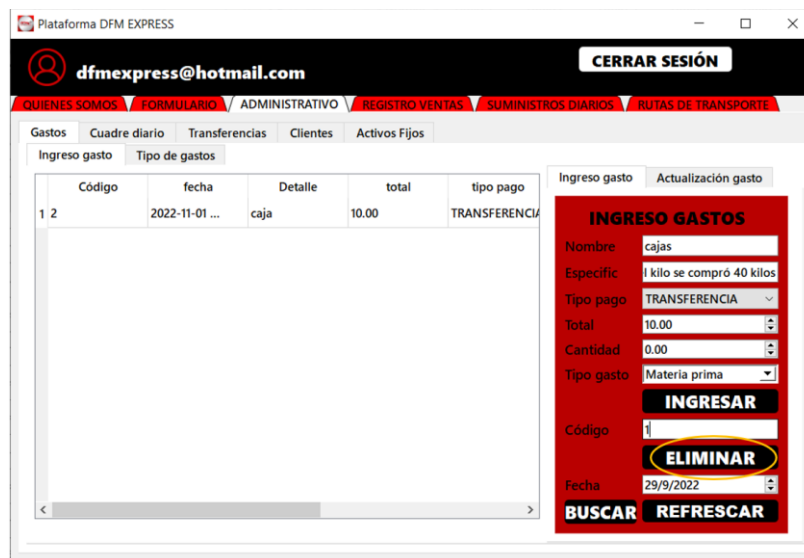 Plataforma DFM EXPRESS
dfmexpress@hotmail.com
CERRAR SESIÓN
QUIENES SOMOS FORMULARIO ADMINISTRATIVO REGISTRO VENTAS SUMINISTROS DIARIOS RUTAS DE TRANSPORTE
Gastos Cuadre diario Transferencias Clientes Activos Fijos
Ingreso gasto Tipo de gastos
Código fecha Detalle total tipo pago
1 2 2022-11-01 ... caja 10.00 TRANSFERENCIA
Ingreso gasto Actualización gasto
INGRESO GASTOS
Nombre cajas
Especific l kilo se compró 40 kilos
Tipo pago TRANSFERENCIA
Total 10.00
Cantidad 0.00
Tipo gasto Materia prima
INGRESAR
Código 1
ELIMINAR
Fecha 29/9/2022
BUSCAR REFRESCAR